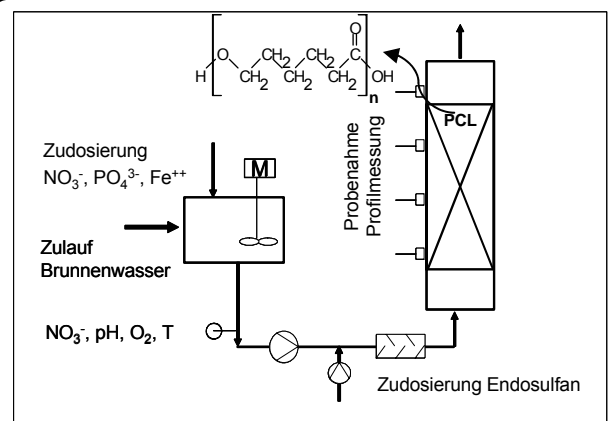 O
O CH₂ CH₂ C
H CH₂ CH₂ CH₂ OH
n
PCL
Zudosierung
NO₃⁻, PO₄³⁻, Fe⁺⁺
M
Probenahme
Profilmessung
Zulauf
Brunnenwasser
NO₃⁻, pH, O₂, T
Zudosierung Endosulfan